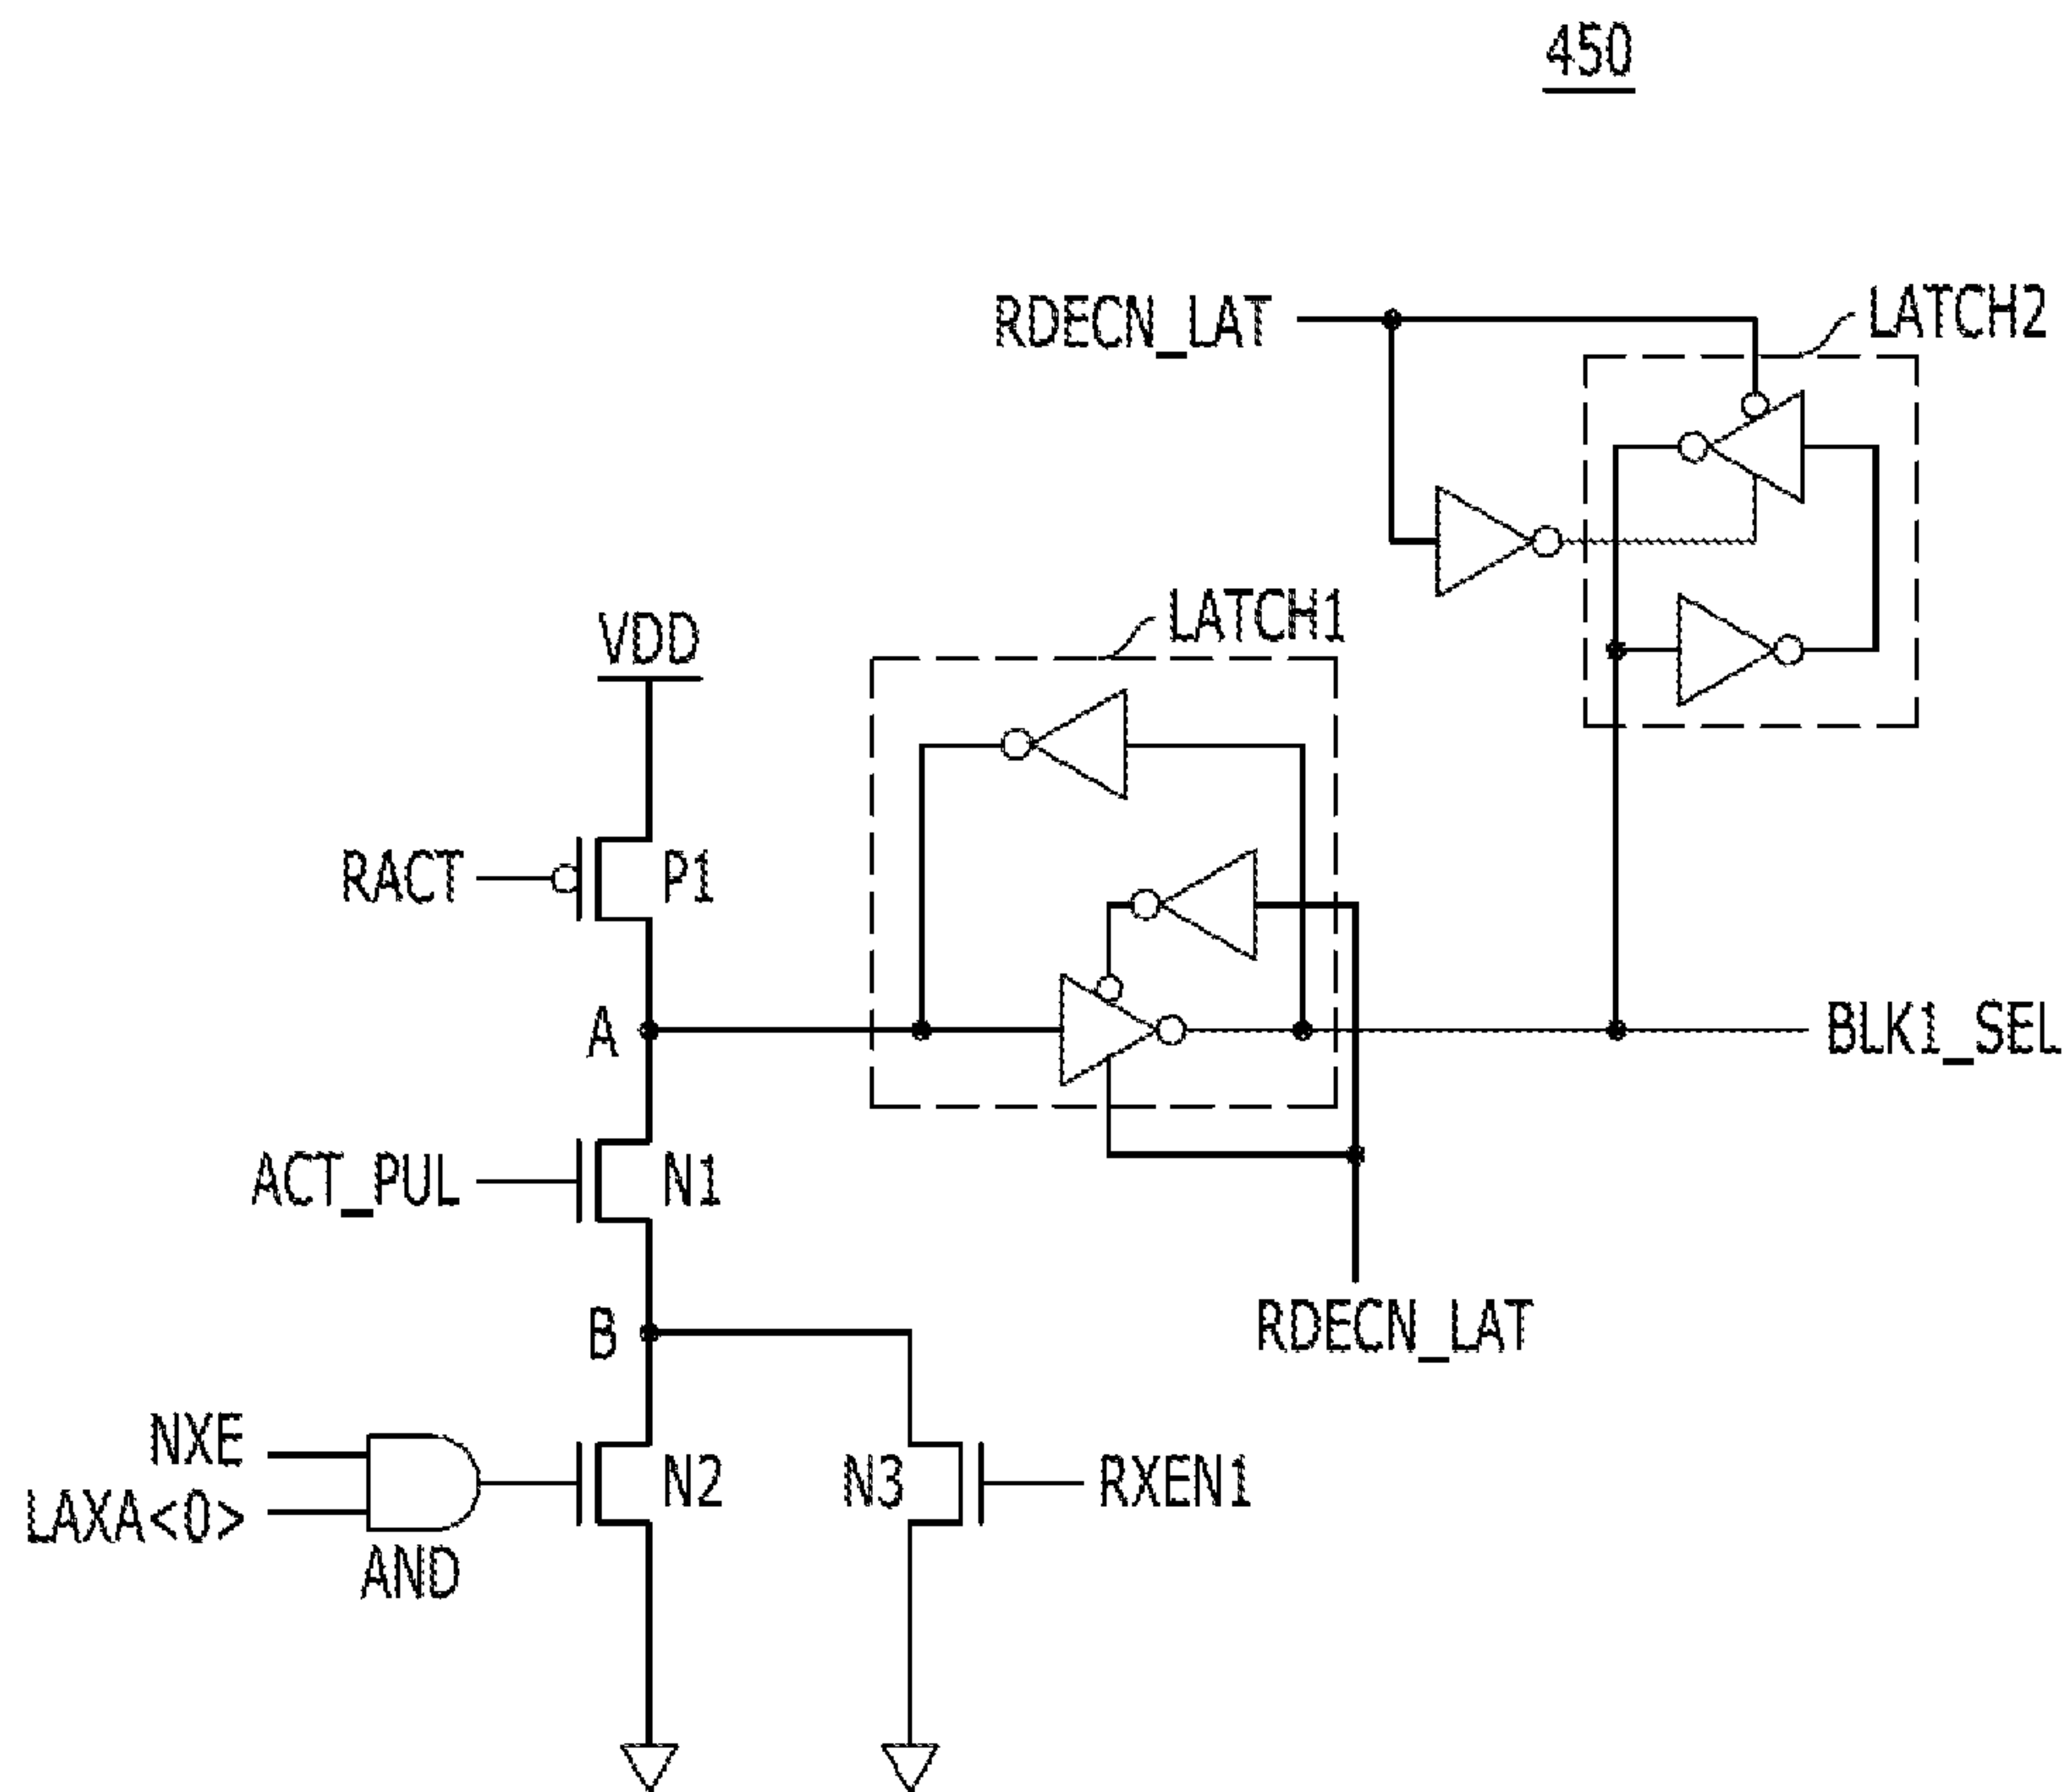 450
RDECN_LAT
LATCH2
LATCH1
VDD
RACT
P1
A
BLK1_SEL
ACT_PUL
N1
RDECN_LAT
B
NXE
LAXA<0>
AND
N2
N3
RXEN1